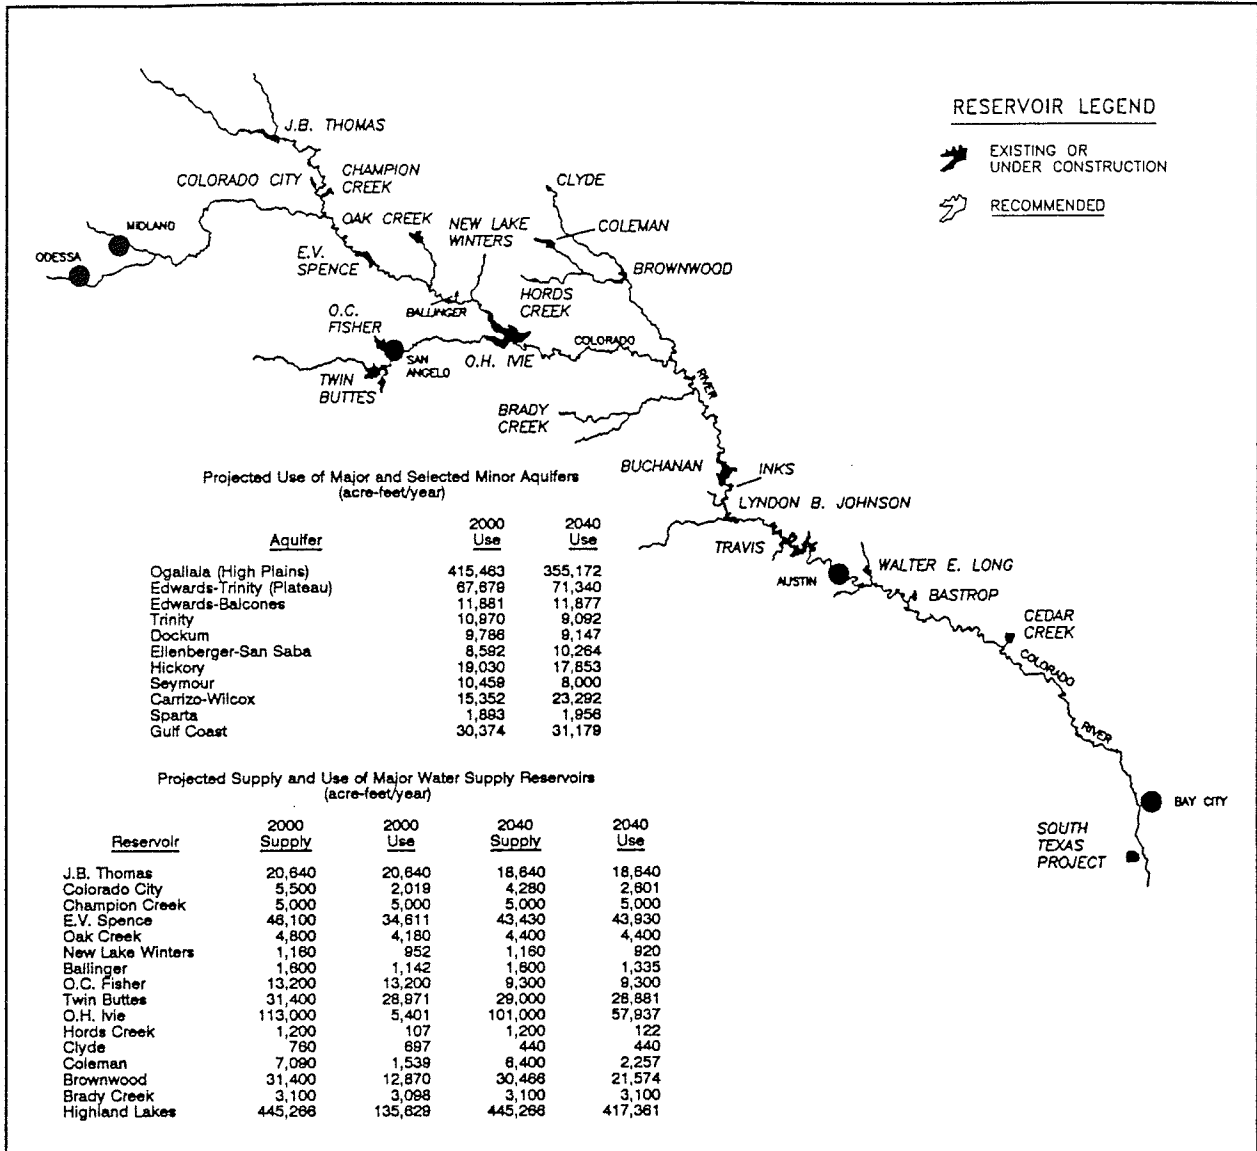 RESERVOIR LEGEND
EXISTING OR
UNDER CONSTRUCTION
RECOMMENDED
J.B. THOMAS
CHAMPION
CREEK
COLORADO CITY
CLYDE
OAK CREEK
NEW LAKE
WINTERS
COLEMAN
MIDLAND
ODESSA
E.V.
SPENCE
BROWNWOOD
HORDS
CREEK
BALLINGER
O.C.
FISHER
COLORADO
SAN
ANGELO
O.H. IVIE
TWIN
BUTTES
RIVER
BRADY
CREEK
BUCHANAN
INKS
LYNDON B. JOHNSON
TRAVIS
WALTER E. LONG
AUSTIN
BASTROP
CEDAR
CREEK
COLORADO
RIVER
BAY CITY
SOUTH
TEXAS
PROJECT
Projected Use of Major and Selected Minor Aquifers
(acre-feet/year)
2000 2040
Aquifer Use Use
Ogallala (High Plains) 415,463 355,172
Edwards-Trinity (Plateau) 67,679 71,340
Edwards-Balcones 11,881 11,877
Trinity 10,970 9,092
Dockum 9,786 9,147
Ellenberger-San Saba 8,592 10,264
Hickory 19,030 17,853
Seymour 10,459 8,000
Carrizo-Wilcox 15,352 23,292
Sparta 1,893 1,956
Gulf Coast 30,374 31,179
Projected Supply and Use of Major Water Supply Reservoirs
(acre-feet/year)
2000 2000 2040 2040
Reservoir Supply Use Supply Use
J.B. Thomas 20,640 20,640 18,640 18,640
Colorado City 5,500 2,019 4,280 2,601
Champion Creek 5,000 5,000 5,000 5,000
E.V. Spence 46,100 34,611 43,430 43,930
Oak Creek 4,800 4,180 4,400 4,400
New Lake Winters 1,160 952 1,160 920
Ballinger 1,600 1,142 1,600 1,335
O.C. Fisher 13,200 13,200 9,300 9,300
Twin Buttes 31,400 28,971 29,000 28,881
O.H. Ivie 113,000 5,401 101,000 57,937
Hords Creek 1,200 107 1,200 122
Clyde 760 697 440 440
Coleman 7,090 1,539 6,400 2,257
Brownwood 31,400 12,870 30,466 21,574
Brady Creek 3,100 3,098 3,100 3,100
Highland Lakes 445,266 135,629 445,266 417,361